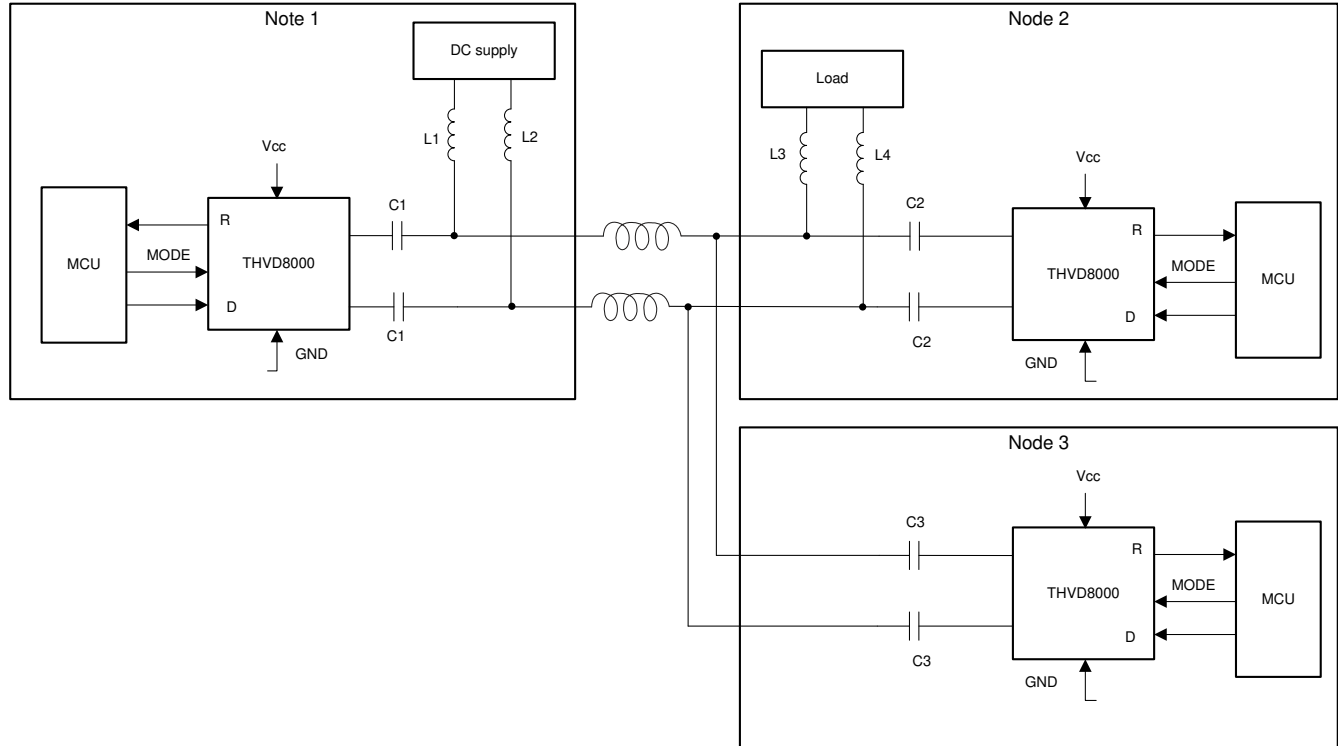 Note 1
DC supply
L1
L2
Vcc
C1
R
MODE
THVD8000
MCU
D
C1
GND
Node 2
Load
L3
L4
Vcc
C2
R
MODE
THVD8000
MCU
D
C2
GND
Node 3
Vcc
C3
R
MODE
THVD8000
MCU
D
C3
GND